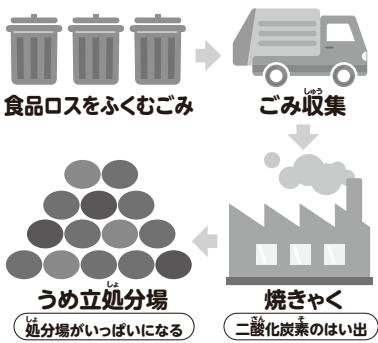 食品ロスをふくむごみ
ごみ収集
しゅう
うめ立処分場
しょ
処分場がいっぱいになる
しょ
焼きゃく
二酸化炭素のはい出
さん
そ